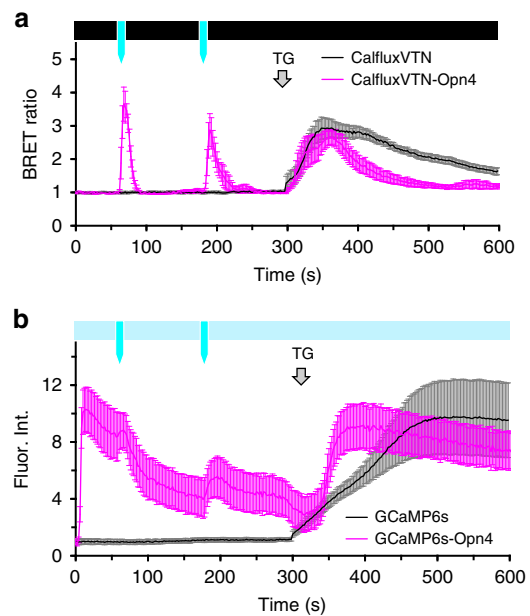 a
TG
CalfluxVTN
CalfluxVTN-Opn4
BRET ratio
5
4
3
2
1
0
0 100 200 300 400 500 600
Time (s)
b
TG
Fluor. Int.
12
8
4
0
GCaMP6s
GCaMP6s-Opn4
0 100 200 300 400 500 600
Time (s)